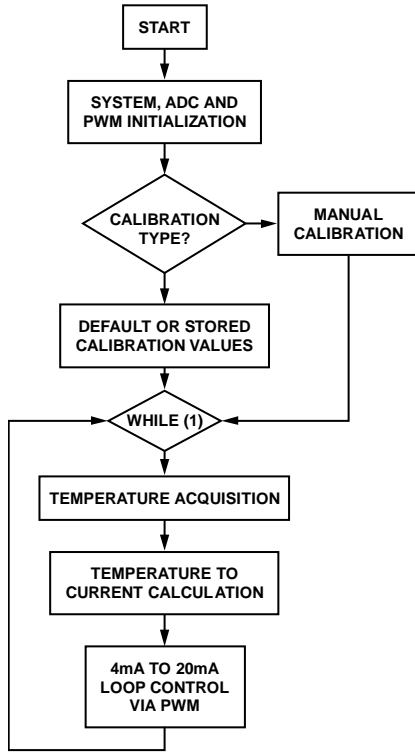 START
SYSTEM, ADC AND
PWM INITIALIZATION
CALIBRATION
TYPE?
MANUAL
CALIBRATION
DEFAULT OR STORED
CALIBRATION VALUES
WHILE (1)
TEMPERATURE ACQUISITION
TEMPERATURE TO
CURRENT CALCULATION
4mA TO 20mA
LOOP CONTROL
VIA PWM